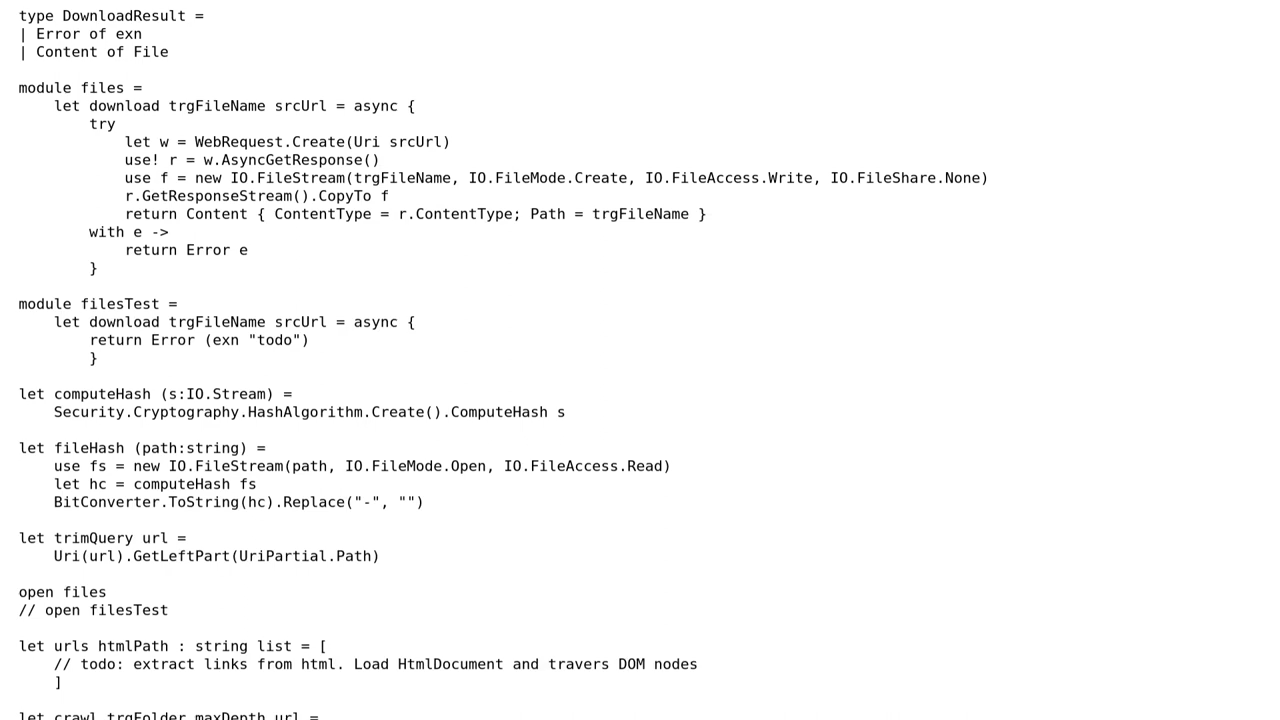 type DownloadResult =
| Error of exn
| Content of File

module files =
    let download trgFileName srcUrl = async {
        try
            let w = WebRequest.Create(Uri srcUrl)
            use! r = w.AsyncGetResponse()
            use f = new IO.FileStream(trgFileName, IO.FileMode.Create, IO.FileAccess.Write, IO.FileShare.None)
            r.GetResponseStream().CopyTo f
            return Content { ContentType = r.ContentType; Path = trgFileName }
        with e ->
            return Error e
        }

module filesTest =
    let download trgFileName srcUrl = async {
        return Error (exn "todo")
        }

let computeHash (s:IO.Stream) =
    Security.Cryptography.HashAlgorithm.Create().ComputeHash s

let fileHash (path:string) =
    use fs = new IO.FileStream(path, IO.FileMode.Open, IO.FileAccess.Read)
    let hc = computeHash fs
    BitConverter.ToString(hc).Replace("-", "")

let trimQuery url =
    Uri(url).GetLeftPart(UriPartial.Path)

open files
// open filesTest

let urls htmlPath : string list = [
    // todo: extract links from html. Load HtmlDocument and travers DOM nodes
    ]

let crawl trgFolder maxDepth url =